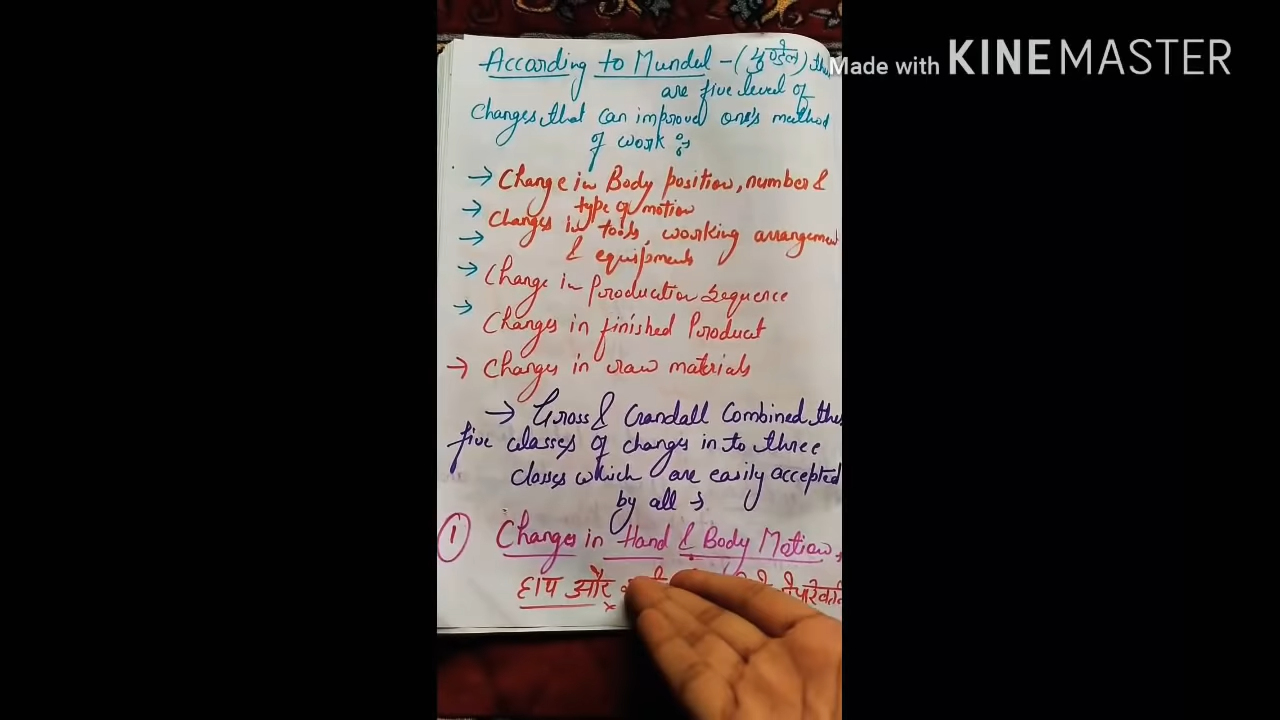 According to Mundel - (मुण्डेल)
are five level of
Changes that can improve one's method
of work :→
→ Change in Body position, number &
→ type of motion
Changes in tools, working arrangement
→ & equipments
→ Change in Production Sequence
→ Changes in finished Product
→ Changes in raw materials
→ Gross & Crandall Combined
five classes of changes in to three
Classes which are easily accepted
by all →
① Changes in Hand & Body Motion
हाथ और
Made with KINEMASTER